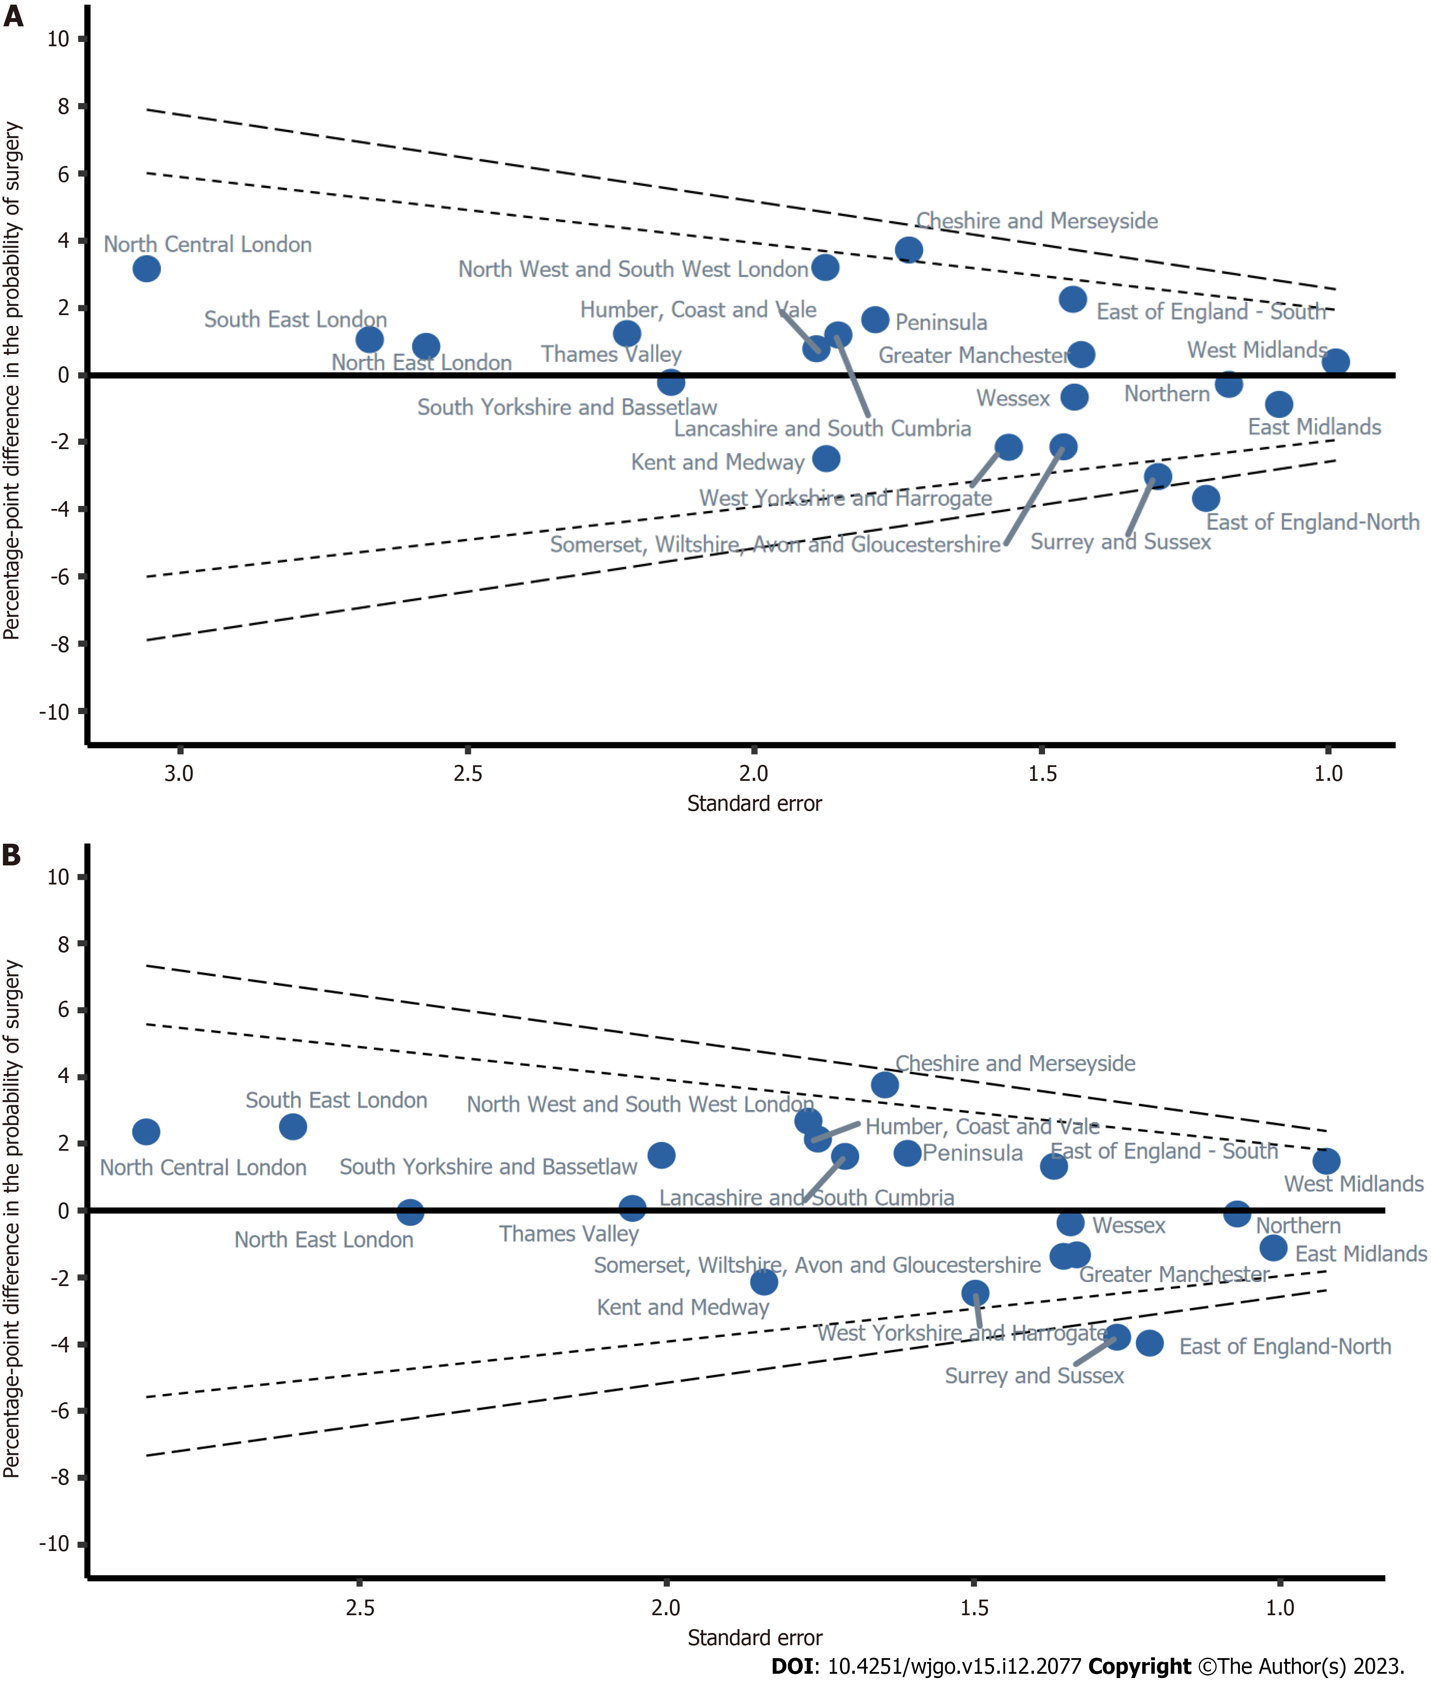 A
Percentage-point difference in the probability of surgery
10
8
6
4
2
0
-2
-4
-6
-8
-10
Cheshire and Merseyside
North Central London
North West and South West London
Humber, Coast and Vale
East of England - South
South East London
Peninsula
West Midlands
Thames Valley
Greater Manchester
North East London
Northern
Wessex
South Yorkshire and Bassetlaw
East Midlands
Lancashire and South Cumbria
Kent and Medway
West Yorkshire and Harrogate
East of England-North
Somerset, Wiltshire, Avon and Gloucestershire
Surrey and Sussex
3.0
2.5
2.0
1.5
1.0
Standard error
B
Percentage-point difference in the probability of surgery
10
8
6
4
2
0
-2
-4
-6
-8
-10
Cheshire and Merseyside
South East London
North West and South West London
Humber, Coast and Vale
Peninsula
East of England - South
North Central London
South Yorkshire and Bassetlaw
West Midlands
Lancashire and South Cumbria
Wessex
Northern
Thames Valley
North East London
East Midlands
Somerset, Wiltshire, Avon and Gloucestershire
Greater Manchester
Kent and Medway
West Yorkshire and Harrogate
East of England-North
Surrey and Sussex
2.5
2.0
1.5
1.0
Standard error
DOI: 10.4251/wjgo.v15.i12.2077 Copyright ©The Author(s) 2023.